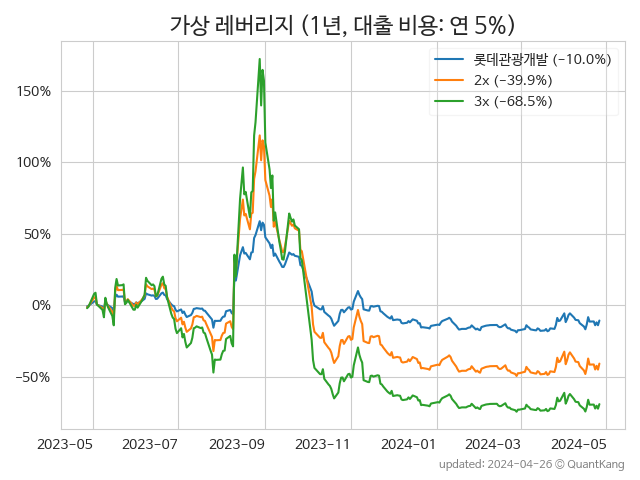 가상 레버리지 (1년, 대출 비용: 연 5%)
롯데관광개발 (-10.0%)
2x (-39.9%)
3x (-68.5%)
150%
100%
50%
0%
−50%
2023-05 2023-07 2023-09 2023-11 2024-01 2024-03 2024-05
updated: 2024-04-26 © QuantKang